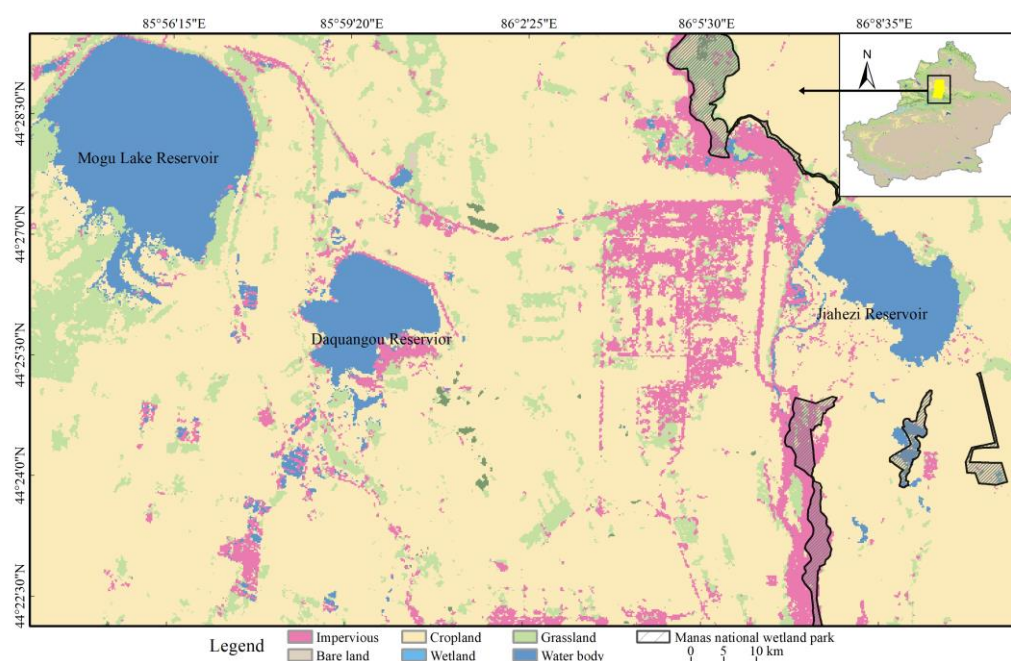 85°56'15"E 85°59'20"E 86°2'25"E 86°5'30"E 86°8'35"E
N
44°28'30"N
Mogu Lake Reservoir
44°27'0"N
Jiahezi Reservoir
Daquangou Reservior
44°25'30"N
44°24'0"N
44°22'30"N
Legend
Impervious Cropland Grassland Manas national wetland park
Bare land Wetland Water body 0 5 10 km